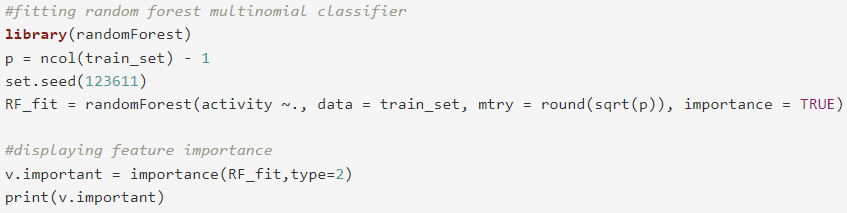 #fitting random forest multinomial classifier
library(randomForest)
p = ncol(train_set) - 1
set.seed(123611)
RF_fit = randomForest(activity ~., data = train_set, mtry = round(sqrt(p)), importance = TRUE)
#displaying feature importance
v.important = importance(RF_fit,type=2)
print(v.important)